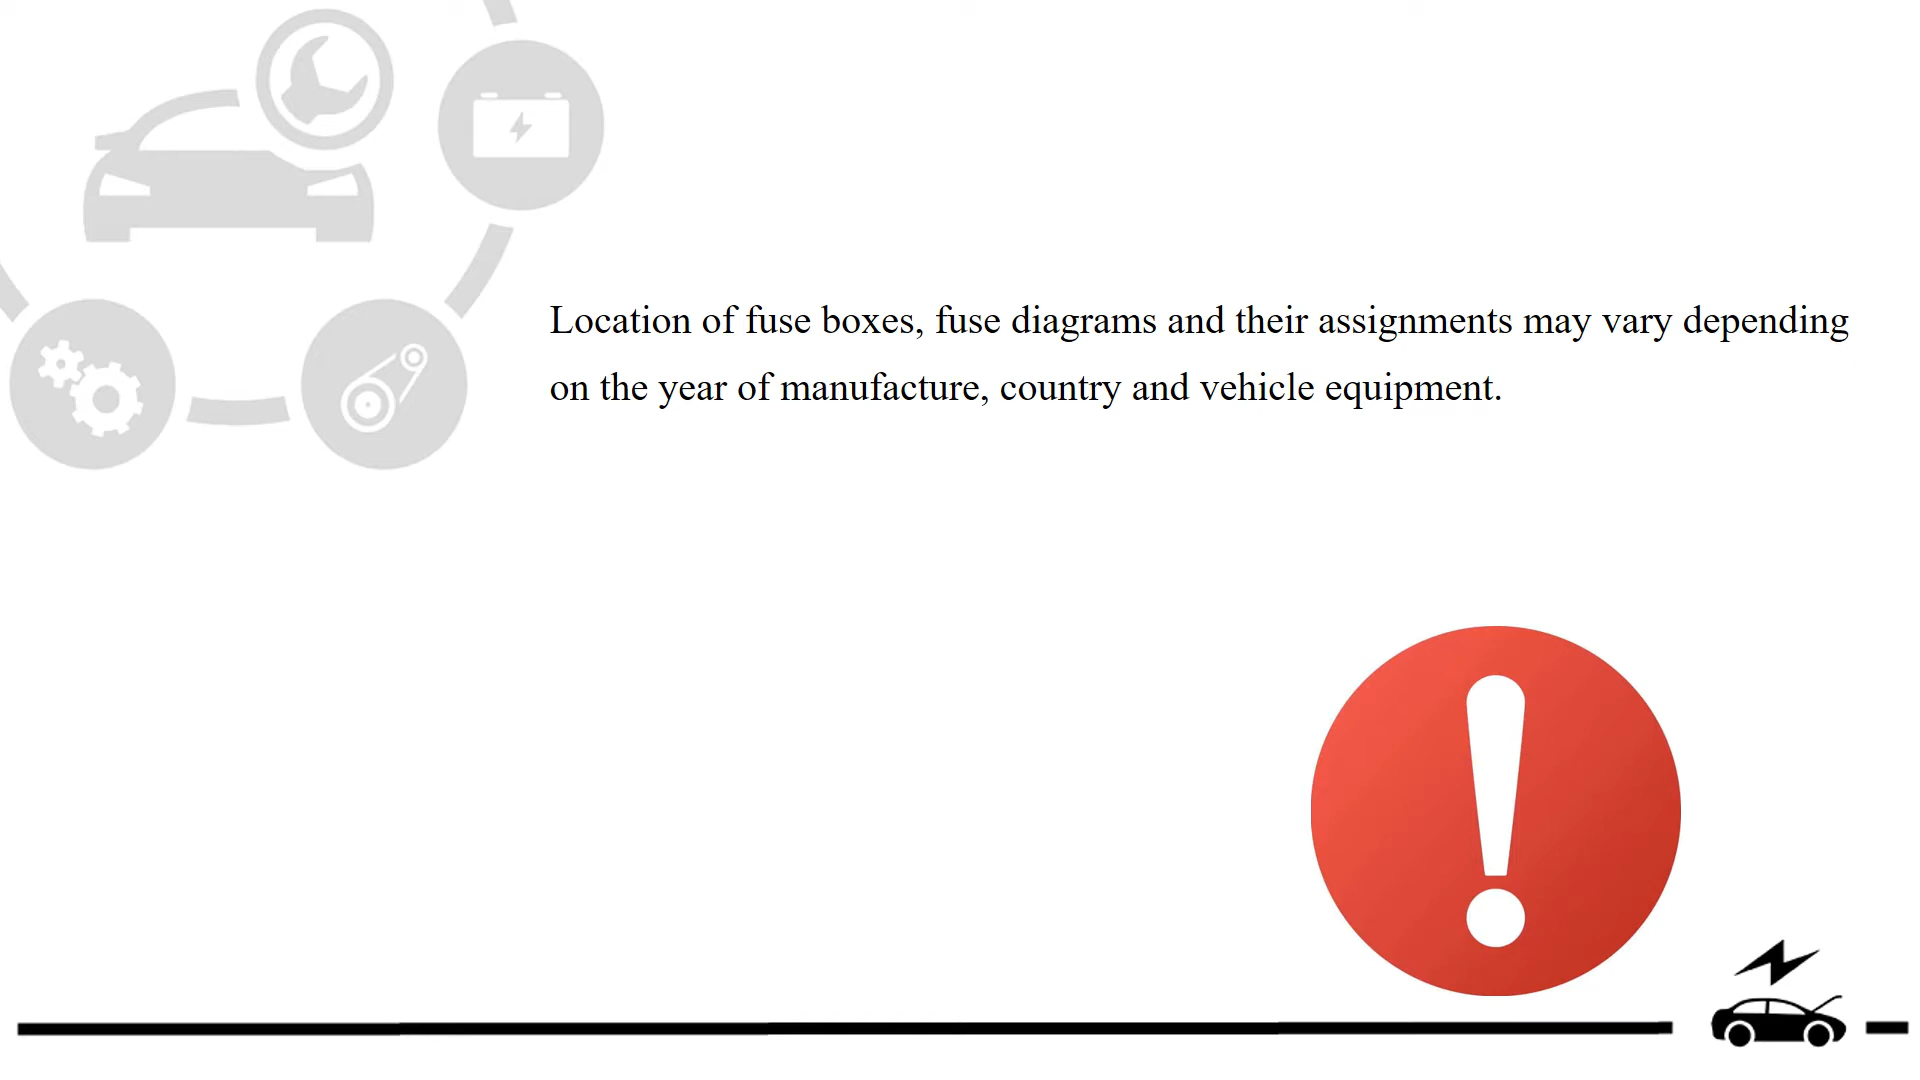 Location of fuse boxes, fuse diagrams and their assignments may vary depending
on the year of manufacture, country and vehicle equipment.